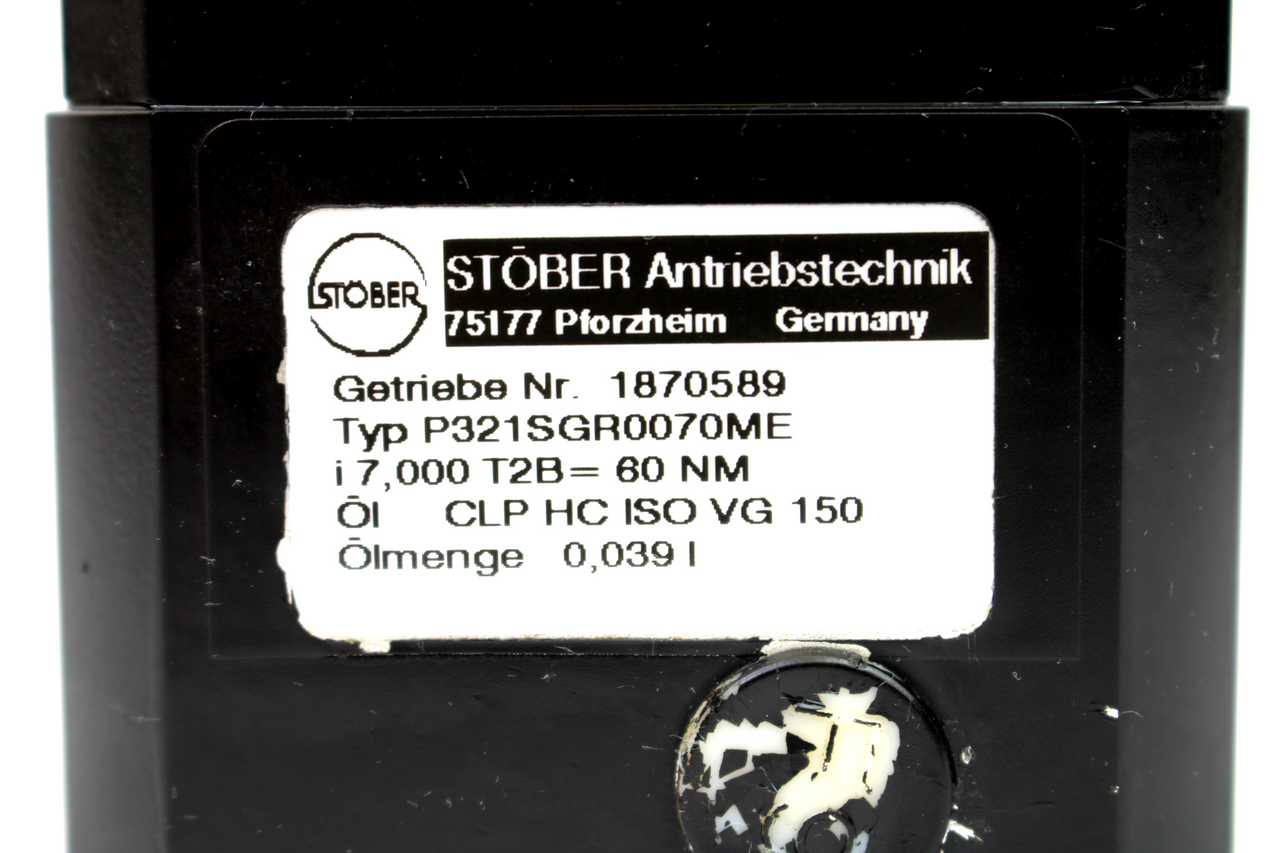 STÖBER
STÖBER Antriebstechnik
75177 Pforzheim Germany
Getriebe Nr. 1870589
Typ P321SGR0070ME
i 7,000 T2B= 60 NM
Öl CLP HC ISO VG 150
Ölmenge 0,039 l